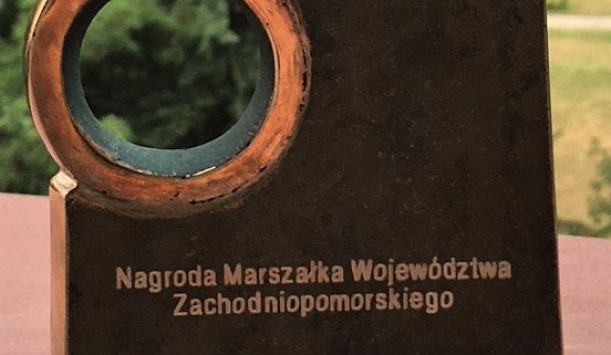 Nagroda Marszałka Województwa
Zachodniopomorskiego